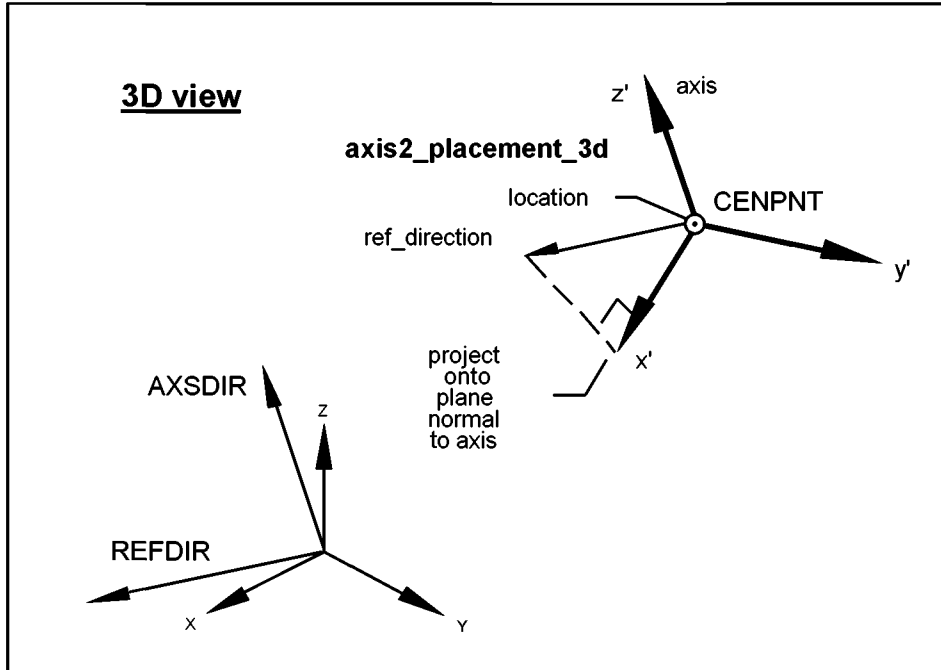 3D view
z'
axis
axis2_placement_3d
location
CENPNT
ref_direction
y'
x'
project
onto
plane
normal
to axis
AXSDIR
Z
REFDIR
X
Y